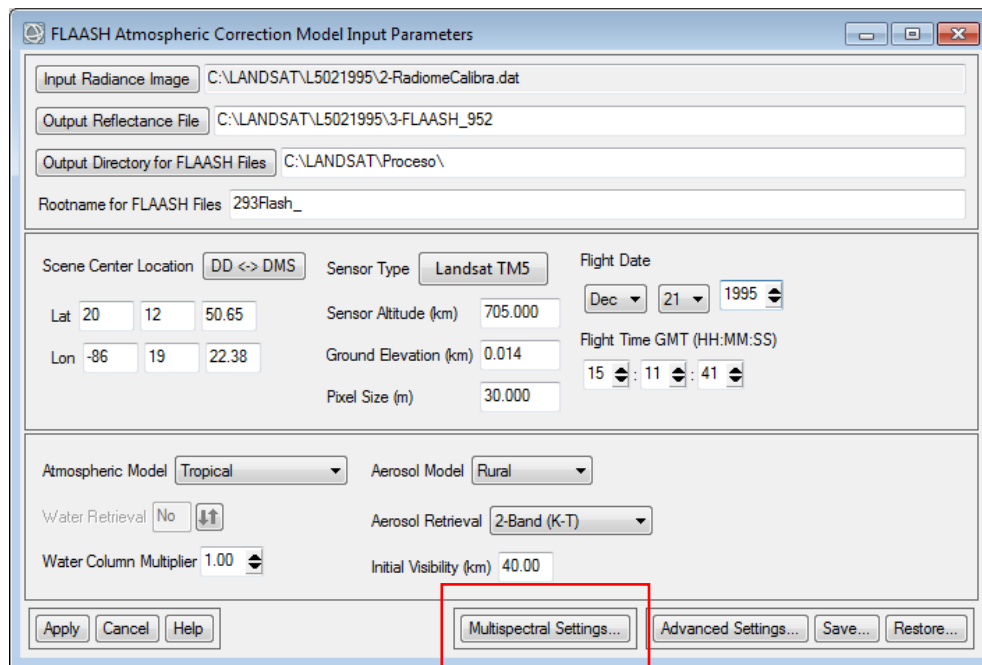 FLAASH Atmospheric Correction Model Input Parameters
Input Radiance Image C:\LANDSAT\L5021995\2-RadiomeCalibra.dat
Output Reflectance File C:\LANDSAT\L5021995\3-FLAASH_952
Output Directory for FLAASH Files C:\LANDSAT\Proceso\
Rootname for FLAASH Files 293Flash_
Scene Center Location DD <-> DMS
Lat 20 12 50.65
Lon -86 19 22.38
Sensor Type Landsat TM5
Sensor Altitude (km) 705.000
Ground Elevation (km) 0.014
Pixel Size (m) 30.000
Flight Date
Dec 21 1995
Flight Time GMT (HH:MM:SS)
15 : 11 : 41
Atmospheric Model Tropical
Water Retrieval No
Water Column Multiplier 1.00
Aerosol Model Rural
Aerosol Retrieval 2-Band (K-T)
Initial Visibility (km) 40.00
Apply Cancel Help Multispectral Settings... Advanced Settings... Save... Restore...